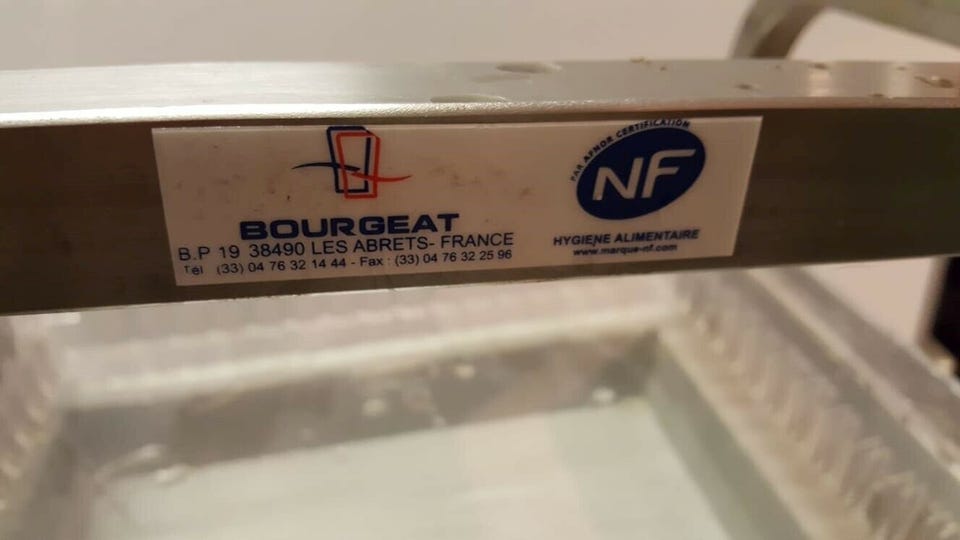 BOURGEAT
B.P 19 38490 LES ABRETS- FRANCE
Tél (33) 04 76 32 14 44 - Fax : (33) 04 76 32 25 96
PAR AFNOR CERTIFICATION
NF
HYGIENE ALIMENTAIRE
www.marque-nf.com